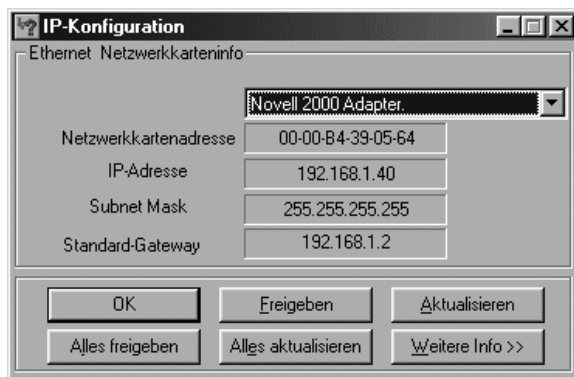 IP-Konfiguration
Ethernet Netzwerkkarteninfo
Novell 2000 Adapter.
Netzwerkkartenadresse 00-00-B4-39-05-64
IP-Adresse 192.168.1.40
Subnet Mask 255.255.255.255
Standard-Gateway 192.168.1.2
OK Freigeben Aktualisieren
Alles freigeben Alles aktualisieren Weitere Info >>